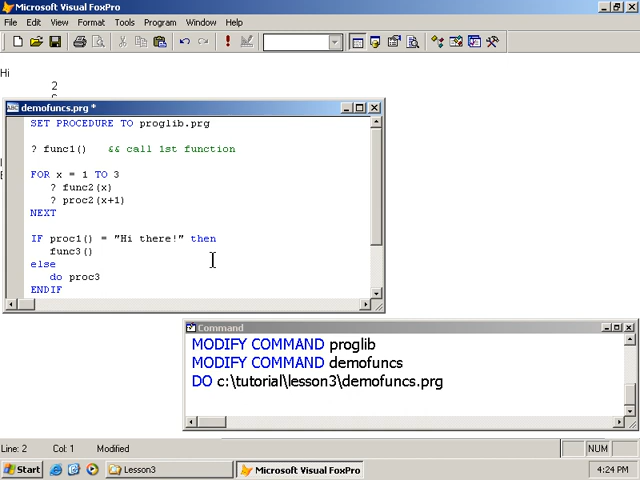 Microsoft Visual FoxPro
File Edit View Format Tools Program Window Help
Hi
2
demofuncs.prg *
SET PROCEDURE TO proglib.prg
? func1() && call 1st function
FOR x = 1 TO 3
? func2(x)
? proc2(x+1)
NEXT
IF proc1() = "Hi there!" then
func3()
else
do proc3
ENDIF
Command
MODIFY COMMAND proglib
MODIFY COMMAND demofuncs
DO c:\tutorial\lesson3\demofuncs.prg
Line: 2 Col: 1 Modified NUM
Start Lesson3 Microsoft Visual FoxPro 4:24 PM